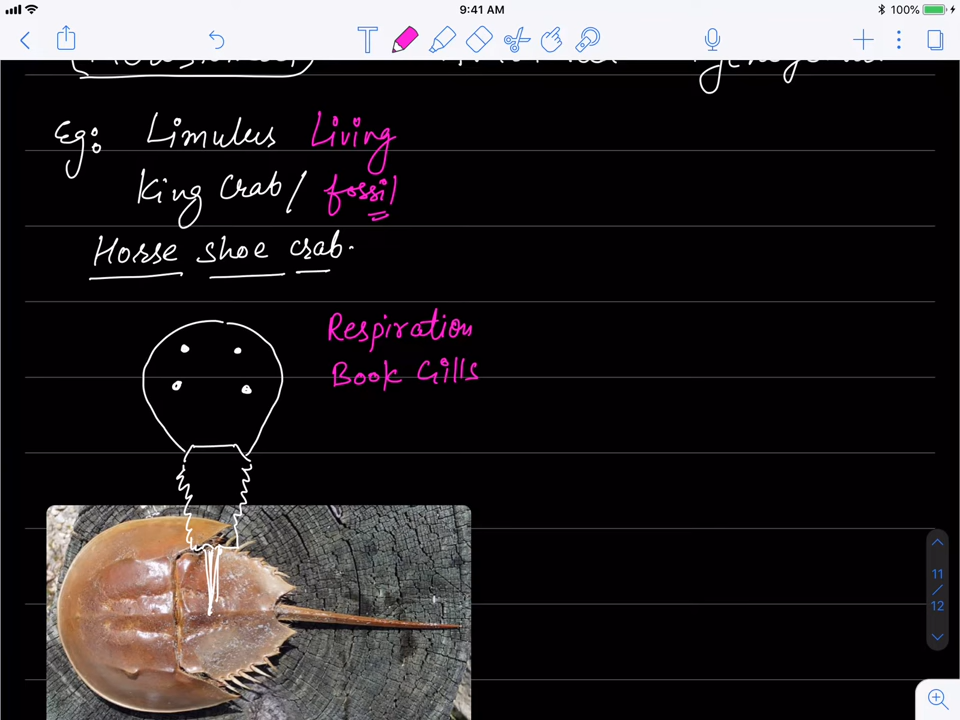 9:41 AM
100%
Eg: Limulus Living
King Crab/ fossil
Horse shoe crab.
Respiration
Book Gills
11
/
12